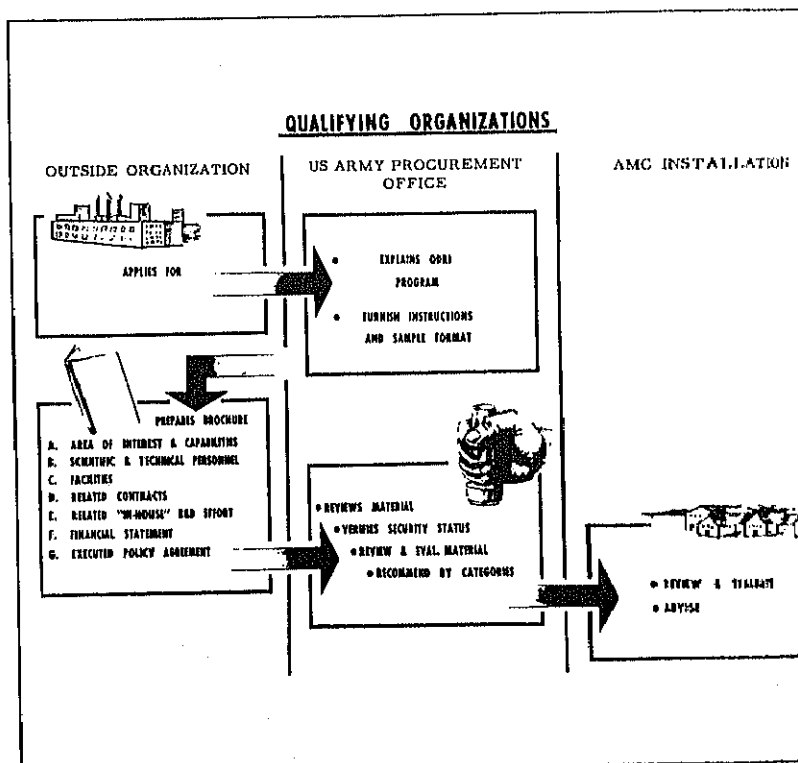 QUALIFYING ORGANIZATIONS
OUTSIDE ORGANIZATION
APPLIES FOR
US ARMY PROCUREMENT
OFFICE
• EXPLAINS QDRI
PROGRAM
• FURNISH INSTRUCTIONS
AND SAMPLE FORMAT
PREPARES BROCHURE
A. AREA OF INTEREST & CAPABILITIES
B. SCIENTIFIC & TECHNICAL PERSONNEL
C. FACILITIES
D. RELATED CONTRACTS
E. RELATED "IN-HOUSE" R&D EFFORT
F. FINANCIAL STATEMENT
G. EXECUTED POLICY AGREEMENT
• REVIEWS MATERIAL
• VERIFIES SECURITY STATUS
• REVIEW & EVAL. MATERIAL
• RECOMMEND BY CATEGORIES
AMC INSTALLATION
• REVIEW & EVALUATE
• ADVISE